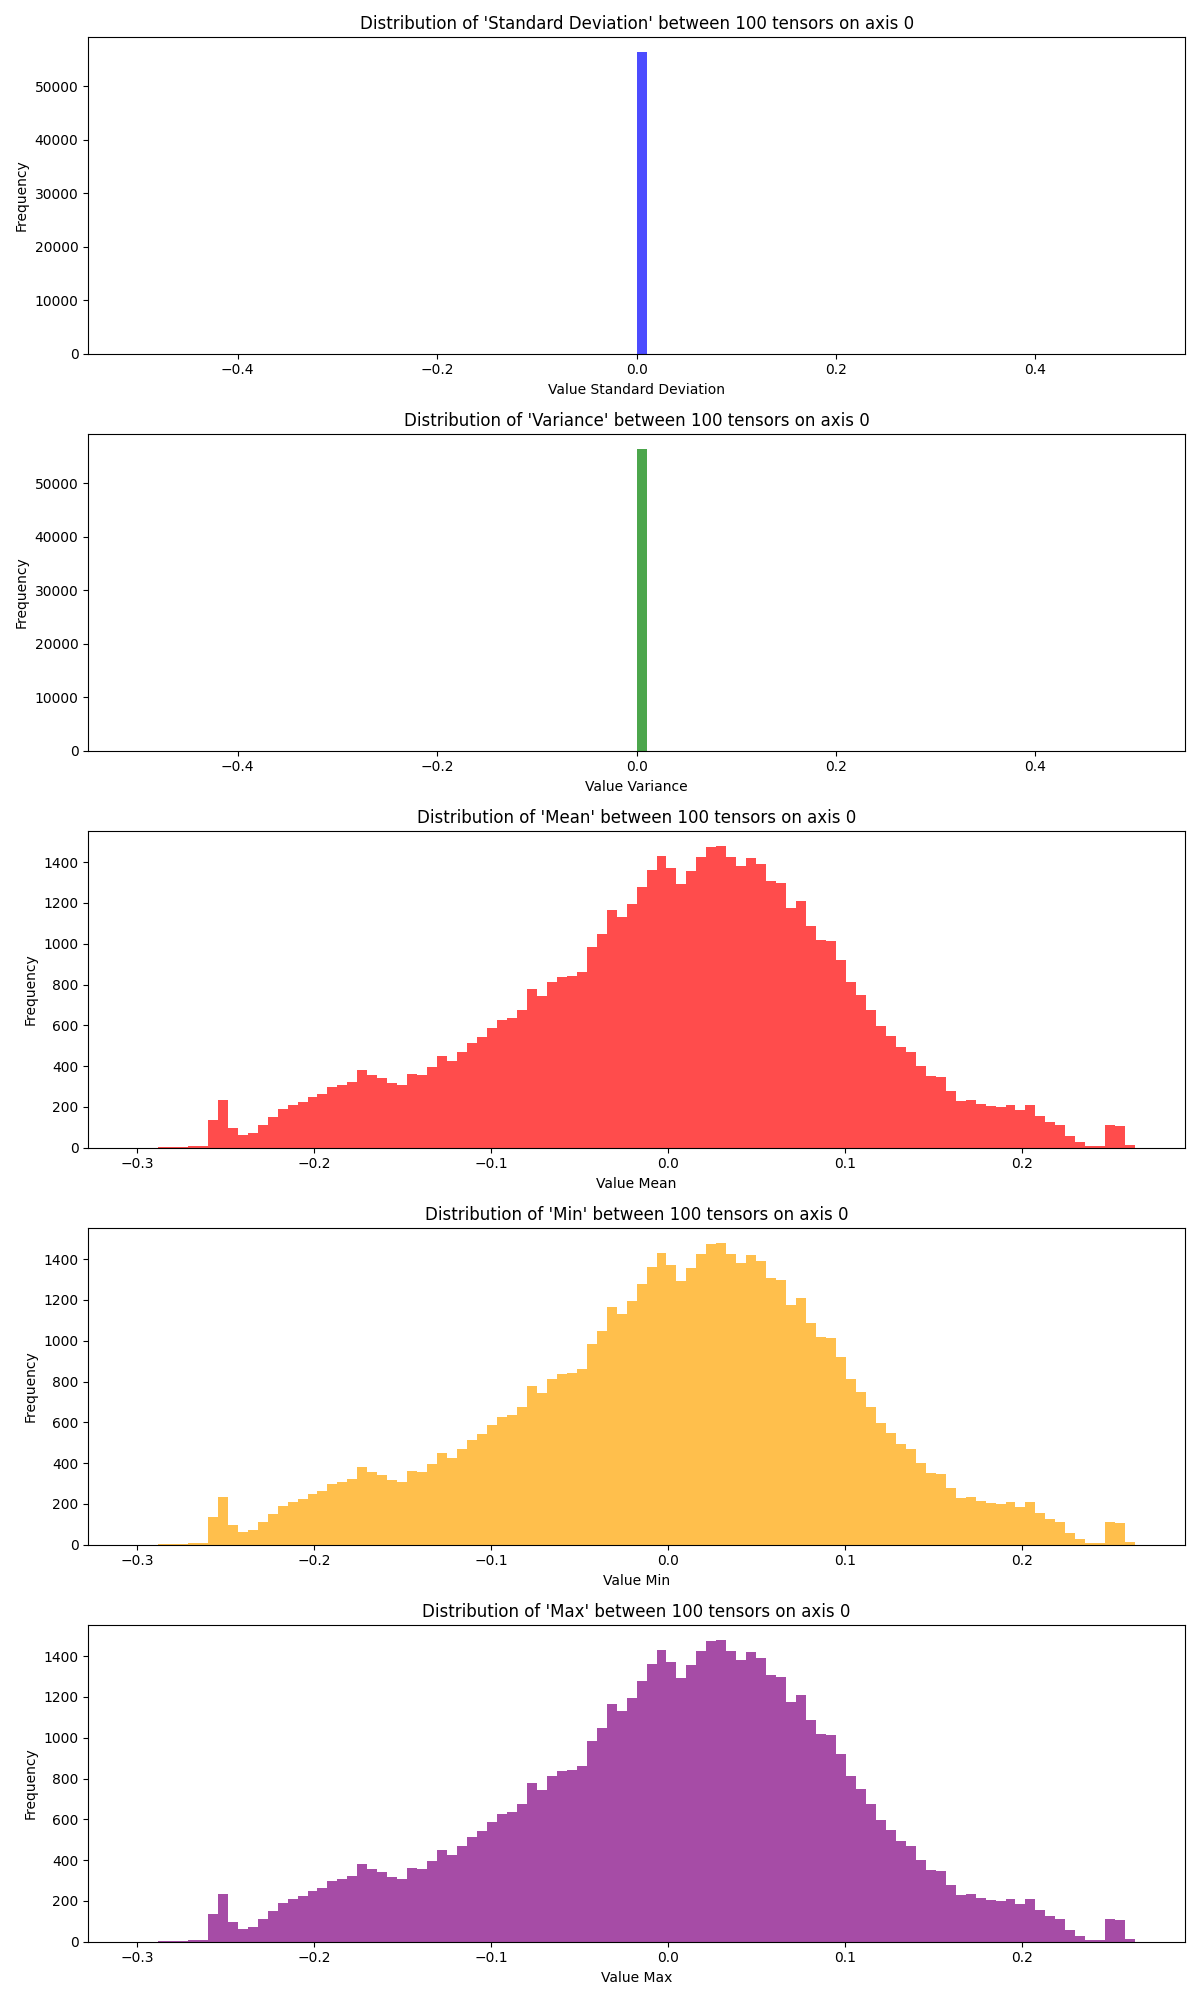 Distribution of 'Standard Deviation' between 100 tensors on axis 0
50000
40000
30000
20000
10000
0
Frequency
−0.4 −0.2 0.0 0.2 0.4
Value Standard Deviation
Distribution of 'Variance' between 100 tensors on axis 0
50000
40000
30000
20000
10000
0
Frequency
−0.4 −0.2 0.0 0.2 0.4
Value Variance
Distribution of 'Mean' between 100 tensors on axis 0
1400
1200
1000
800
600
400
200
0
Frequency
−0.3 −0.2 −0.1 0.0 0.1 0.2
Value Mean
Distribution of 'Min' between 100 tensors on axis 0
1400
1200
1000
800
600
400
200
0
Frequency
−0.3 −0.2 −0.1 0.0 0.1 0.2
Value Min
Distribution of 'Max' between 100 tensors on axis 0
1400
1200
1000
800
600
400
200
0
Frequency
−0.3 −0.2 −0.1 0.0 0.1 0.2
Value Max